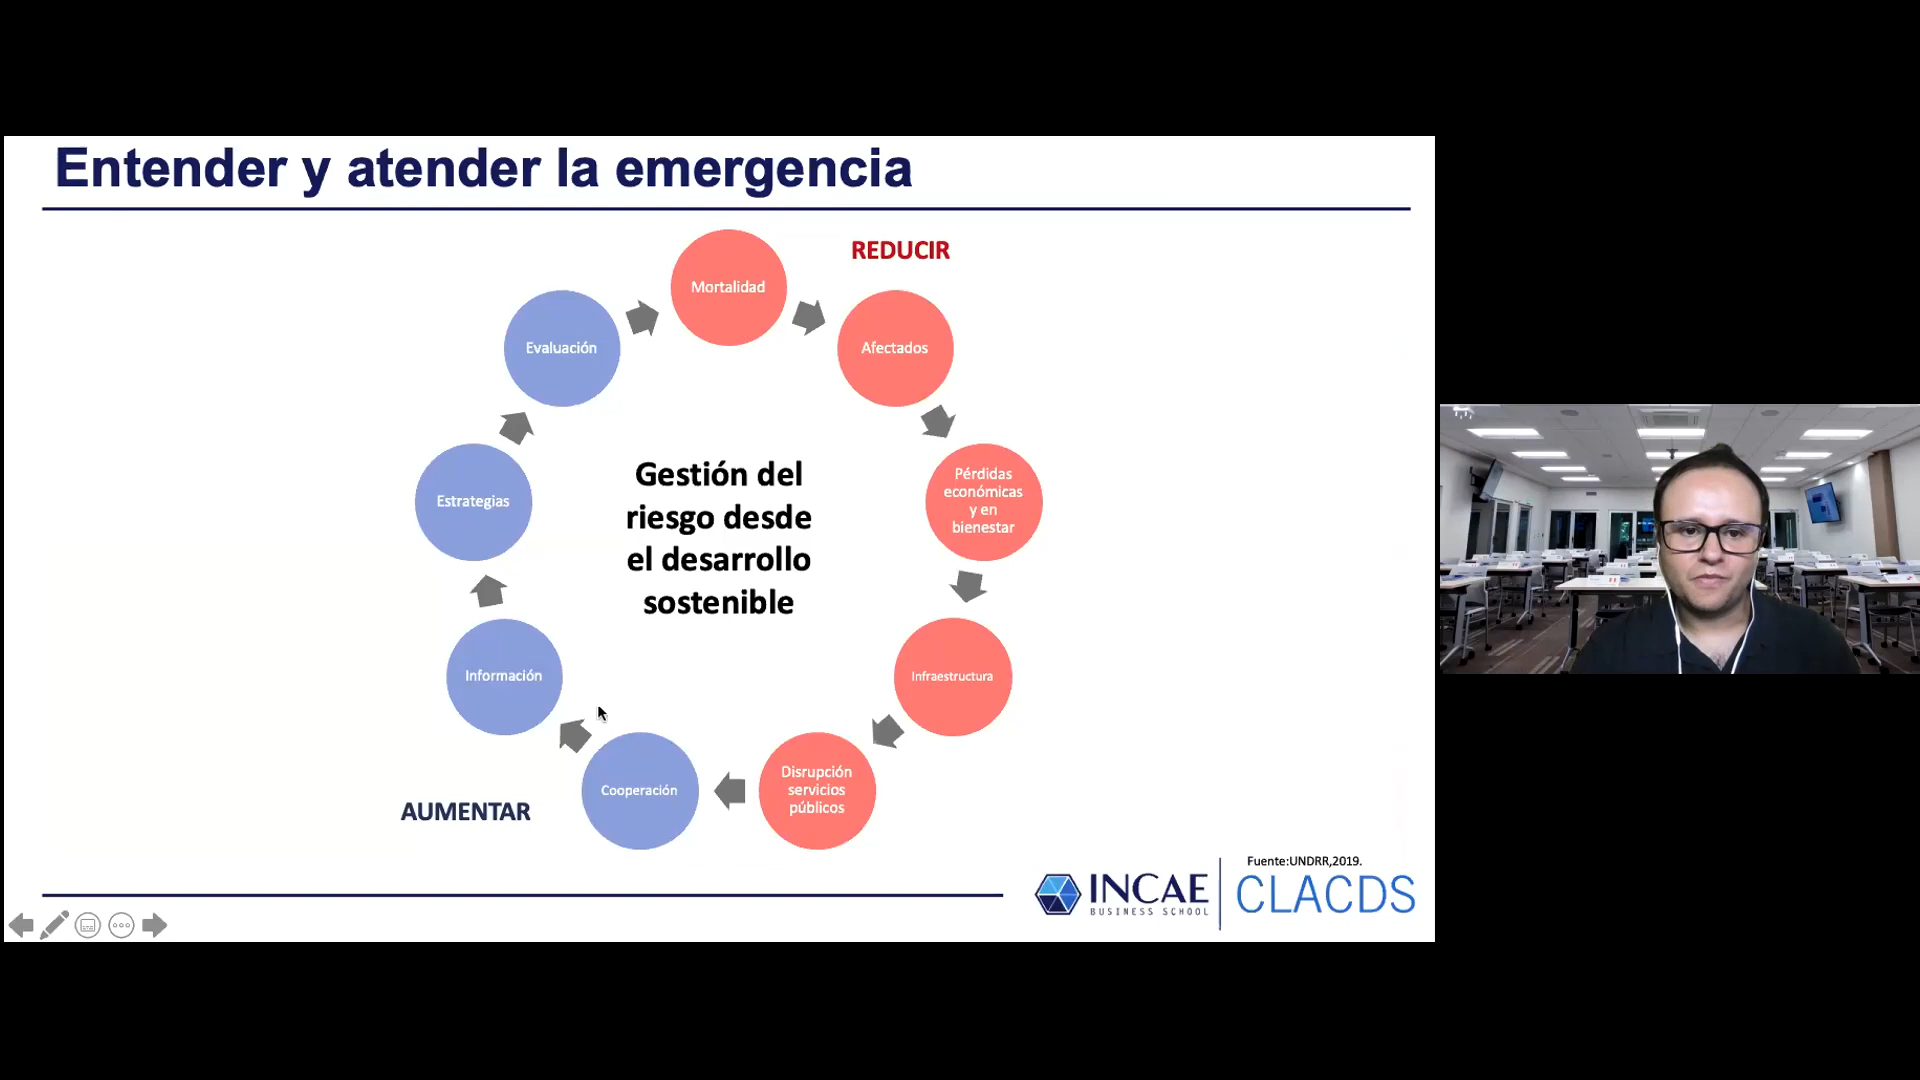 Entender y atender la emergencia
REDUCIR
Mortalidad
Afectados
Pérdidas
económicas
y en
bienestar
Infraestructura
Disrupción
servicios
públicos
Cooperación
Información
Estrategias
Evaluación
Gestión del
riesgo desde
el desarrollo
sostenible
AUMENTAR
Fuente:UNDRR,2019.
INCAE
BUSINESS SCHOOL
CLACDS